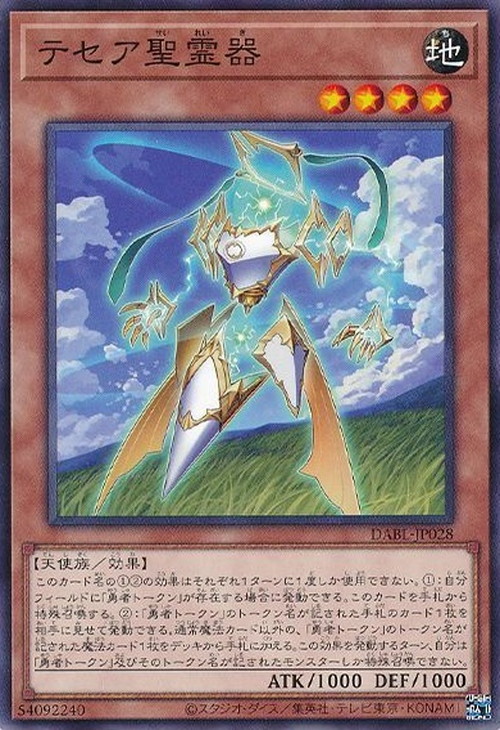 テセア聖霊器
地
DABL-JP028
【天使族／効果】
このカード名の①②の効果はそれぞれ１ターンに１度しか使用できない。①：自分
フィールドに「勇者トークン」が存在する場合に発動できる。このカードを手札から
特殊召喚する。②：「勇者トークン」のトークン名が記された手札のカード１枚を
相手に見せて発動できる。通常魔法カード以外の、「勇者トークン」のトークン名が
記された魔法カード１枚をデッキから手札に加える。この効果を発動するターン、自分は
「勇者トークン」及びそのトークン名が記されたモンスターしか特殊召喚できない。
ATK/1000 DEF/1000
54092240 ©スタジオ・ダイス／集英社・テレビ東京・KONAMI